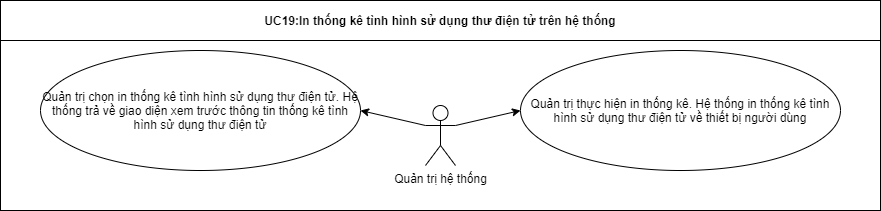 UC19:In thống kê tình hình sử dụng thư điện tử trên hệ thống
Quản trị chọn in thống kê tình hình sử dụng thư điện tử. Hệ
thống trả về giao diện xem trước thông tin thống kê tình
hình sử dụng thư điện tử
Quản trị thực hiện in thống kê. Hệ thống in thống kê tình
hình sử dụng thư điện tử về thiết bị người dùng
Quản trị hệ thống